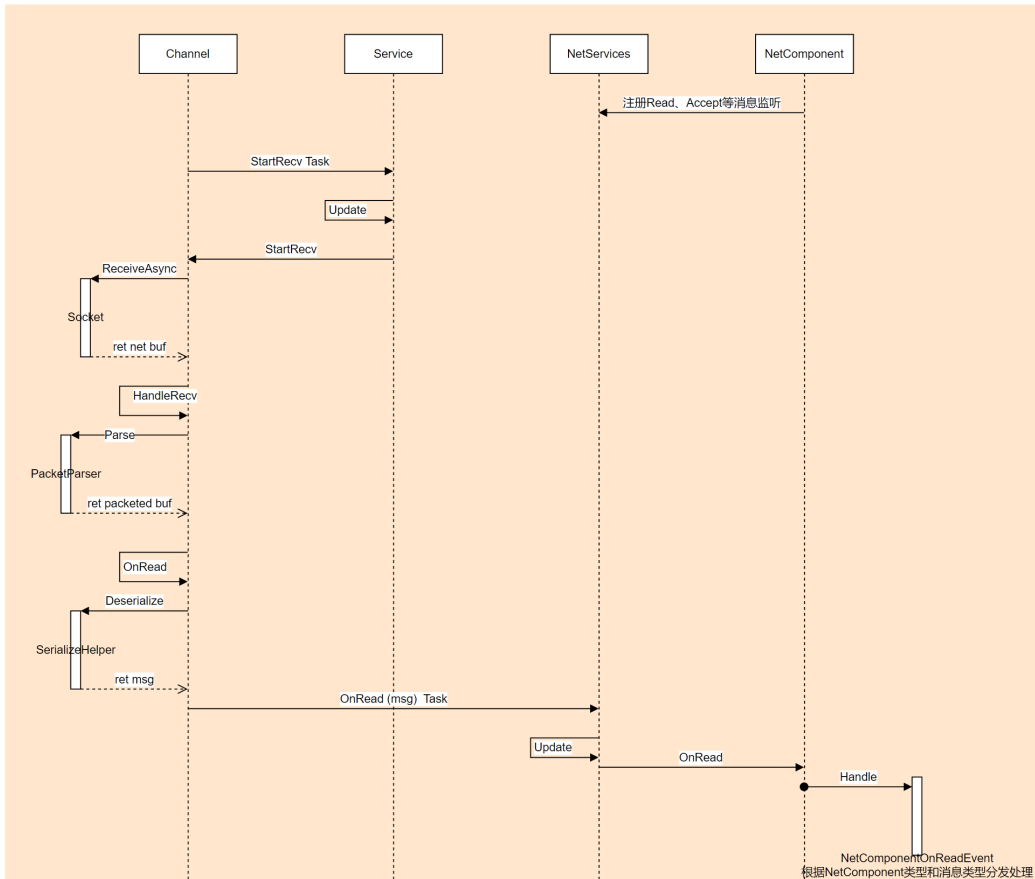 Channel
Service
NetServices
NetComponent
注册Read、Accept等消息监听
StartRecv Task
Update
StartRecv
ReceiveAsync
Socket
ret net buf
HandleRecv
Parse
PacketParser
ret packeted buf
OnRead
Deserialize
SerializeHelper
ret msg
OnRead (msg) Task
Update
OnRead
Handle
NetComponentOnReadEvent
根据NetComponent类型和消息类型分发处理